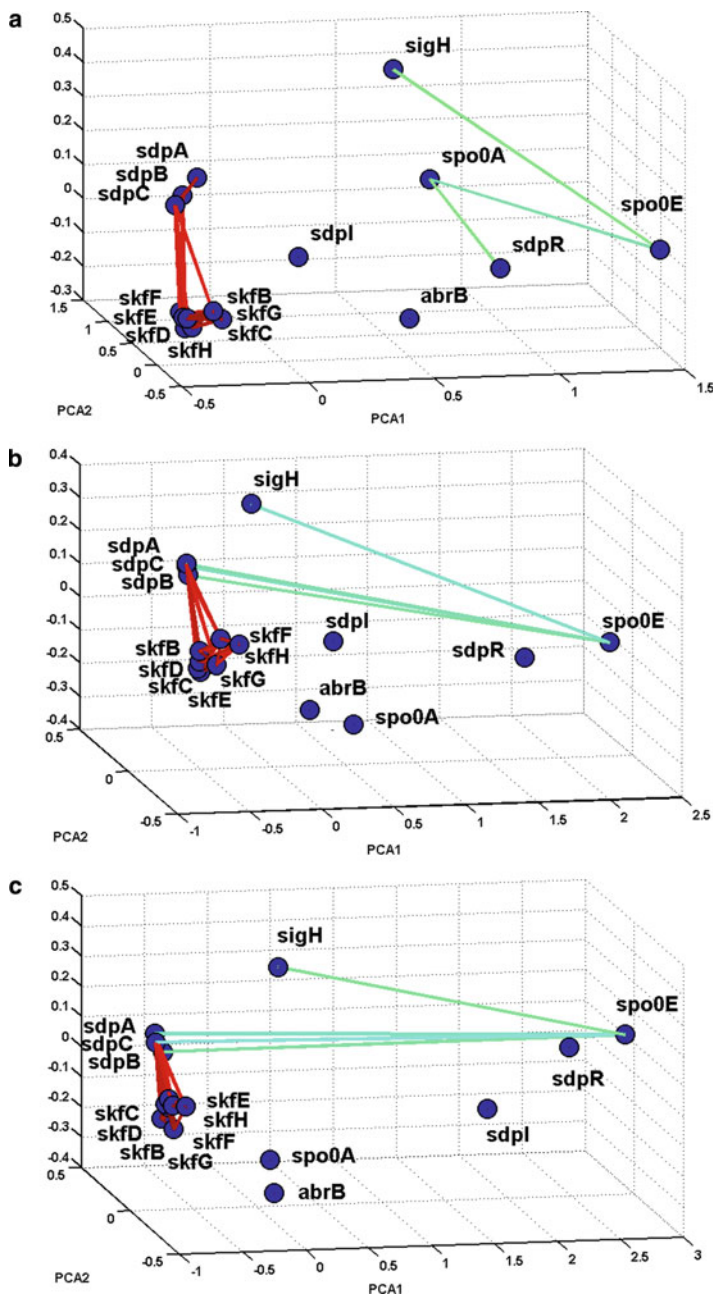 a
0.5
0.4
0.3
0.2
0.1
0
-0.1
-0.2
-0.3
1.5
1
0.5
0
-0.5
PCA2
-0.5
0
0.5
1
1.5
PCA1
sigH
sdpA
sdpB
sdpC
spo0A
spo0E
sdpI
sdpR
abrB
skfF
skfE
skfD
skfH
skfB
skfG
skfC
b
0.4
0.3
0.2
0.1
0
-0.1
-0.2
-0.3
-0.4
0.5
0
-0.5
PCA2
-1
-0.5
0
0.5
1
1.5
2
2.5
PCA1
sigH
sdpA
sdpC
sdpB
sdpI
spo0E
sdpR
skfB
skfD
skfC
skfE
skfF
skfH
skfG
abrB
spo0A
c
0.5
0.4
0.3
0.2
0.1
0
-0.1
-0.2
-0.3
-0.4
0.5
0
-0.5
PCA2
-1
-0.5
0
0.5
1
1.5
2
2.5
3
PCA1
sigH
sdpA
sdpC
sdpB
spo0E
sdpR
sdpI
skfC
skfD
skfB
skfG
skfE
skfH
skfF
spo0A
abrB